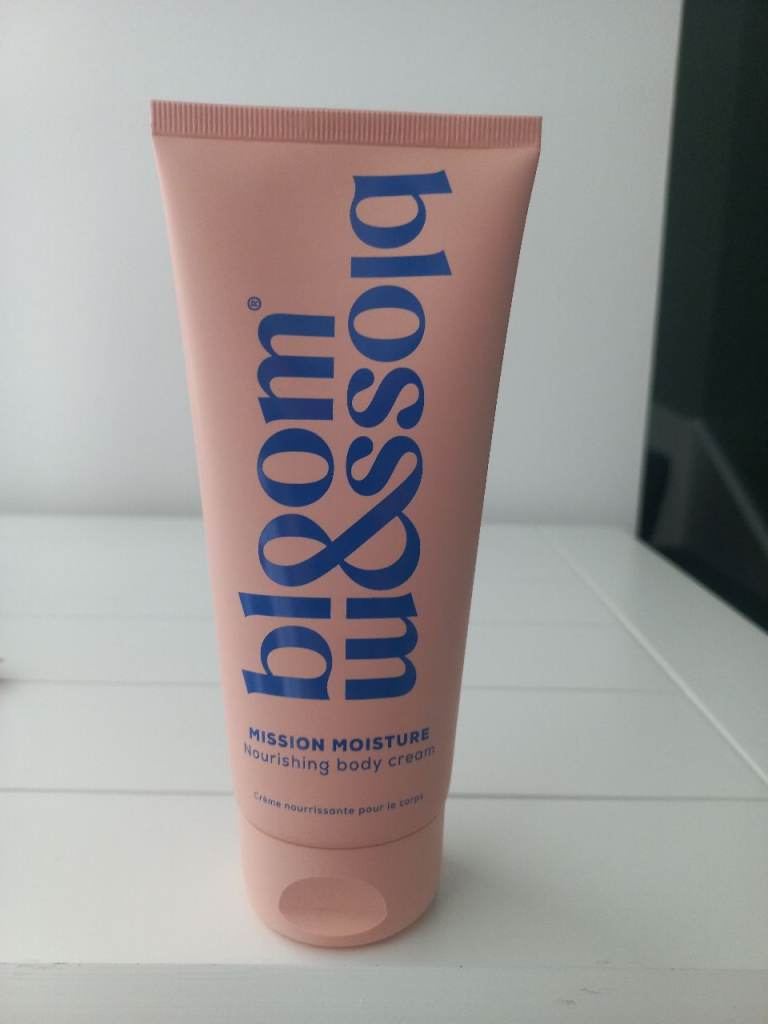 bloom®
&
blossom
MISSION MOISTURE
Nourishing body cream
Crème nourrissante pour le corps